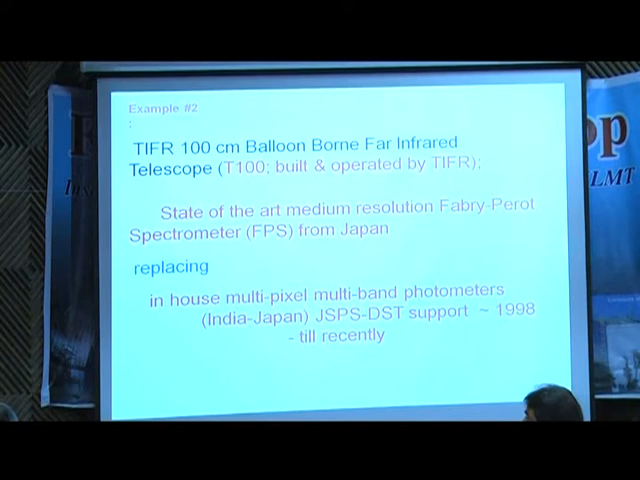 Example #2
:
TIFR 100 cm Balloon Borne Far Infrared
Telescope (T100; built & operated by TIFR);
State of the art medium resolution Fabry-Perot
Spectrometer (FPS) from Japan
replacing
in house multi-pixel multi-band photometers
(India-Japan) JSPS-DST support ~ 1998
- till recently
op
ILMT